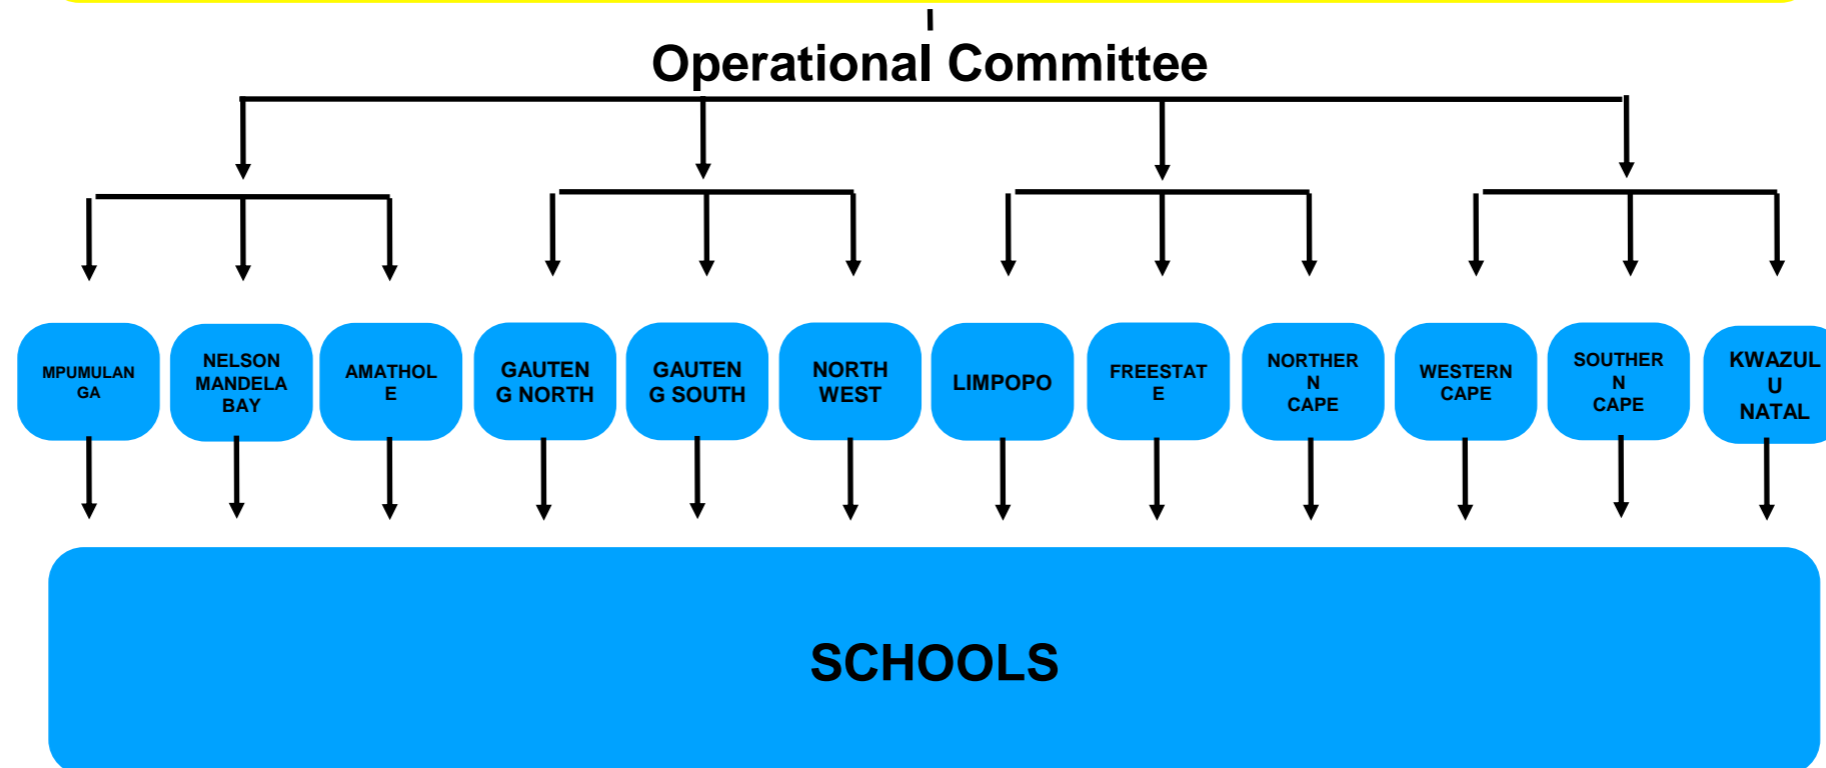 Operational Committee
MPUMULAN
GA
NELSON
MANDELA
BAY
AMATHOL
E
GAUTEN
G NORTH
GAUTEN
G SOUTH
NORTH
WEST
LIMPOPO
FREESTAT
E
NORTHER
N
CAPE
WESTERN
CAPE
SOUTHER
N
CAPE
KWAZUL
U
NATAL
SCHOOLS